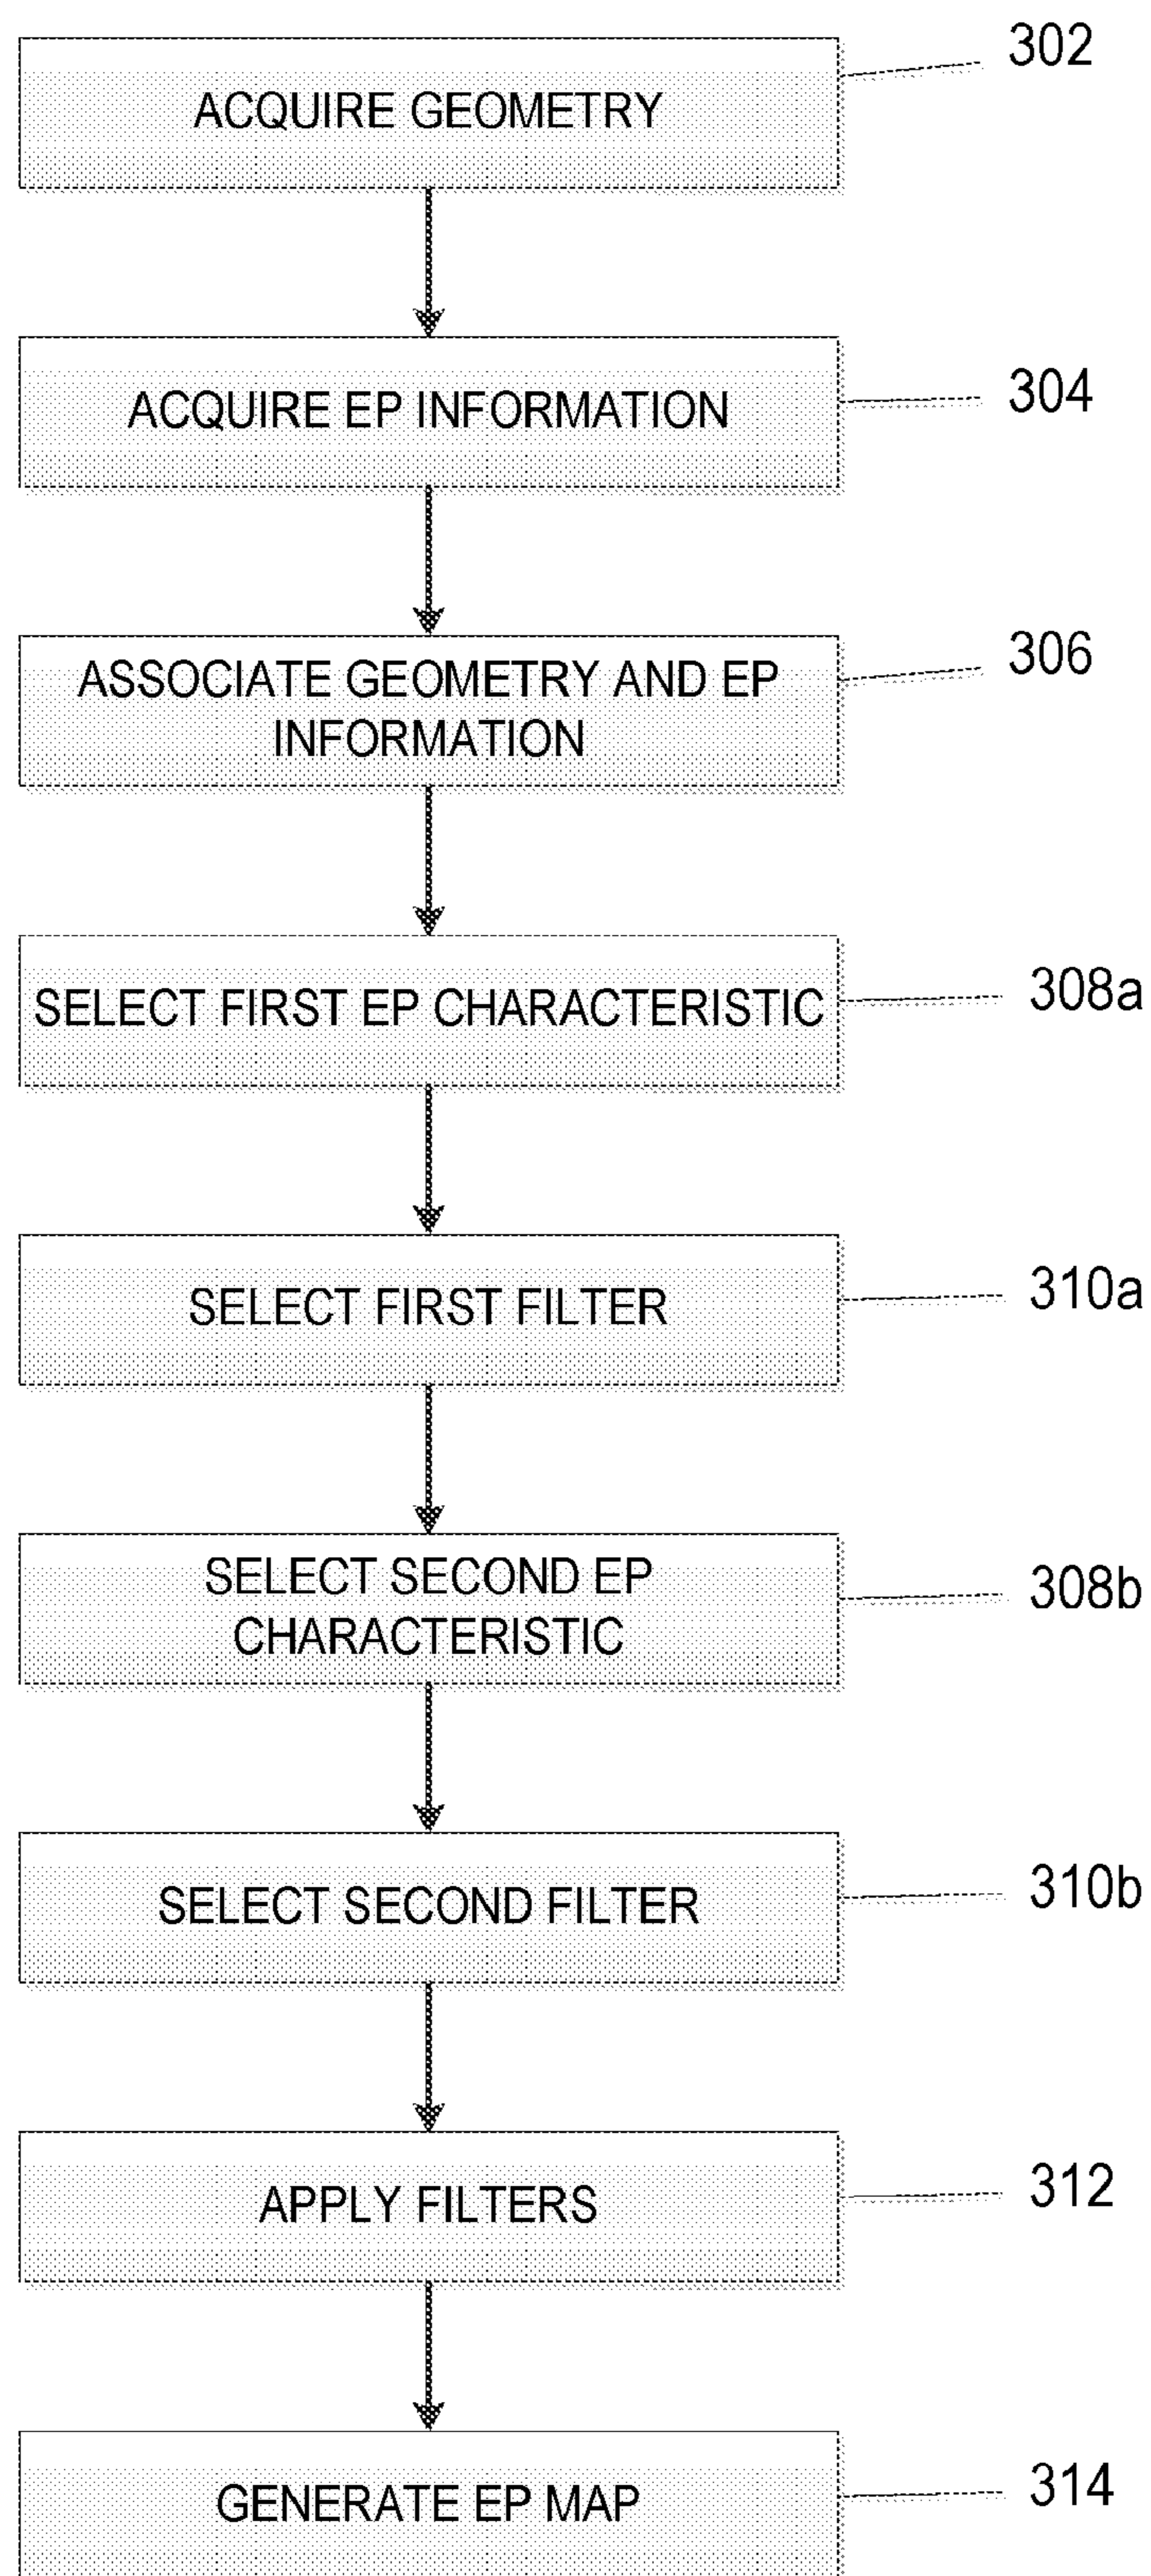 302
ACQUIRE GEOMETRY
304
ACQUIRE EP INFORMATION
306
ASSOCIATE GEOMETRY AND EP
INFORMATION
308a
SELECT FIRST EP CHARACTERISTIC
310a
SELECT FIRST FILTER
308b
SELECT SECOND EP
CHARACTERISTIC
310b
SELECT SECOND FILTER
312
APPLY FILTERS
314
GENERATE EP MAP